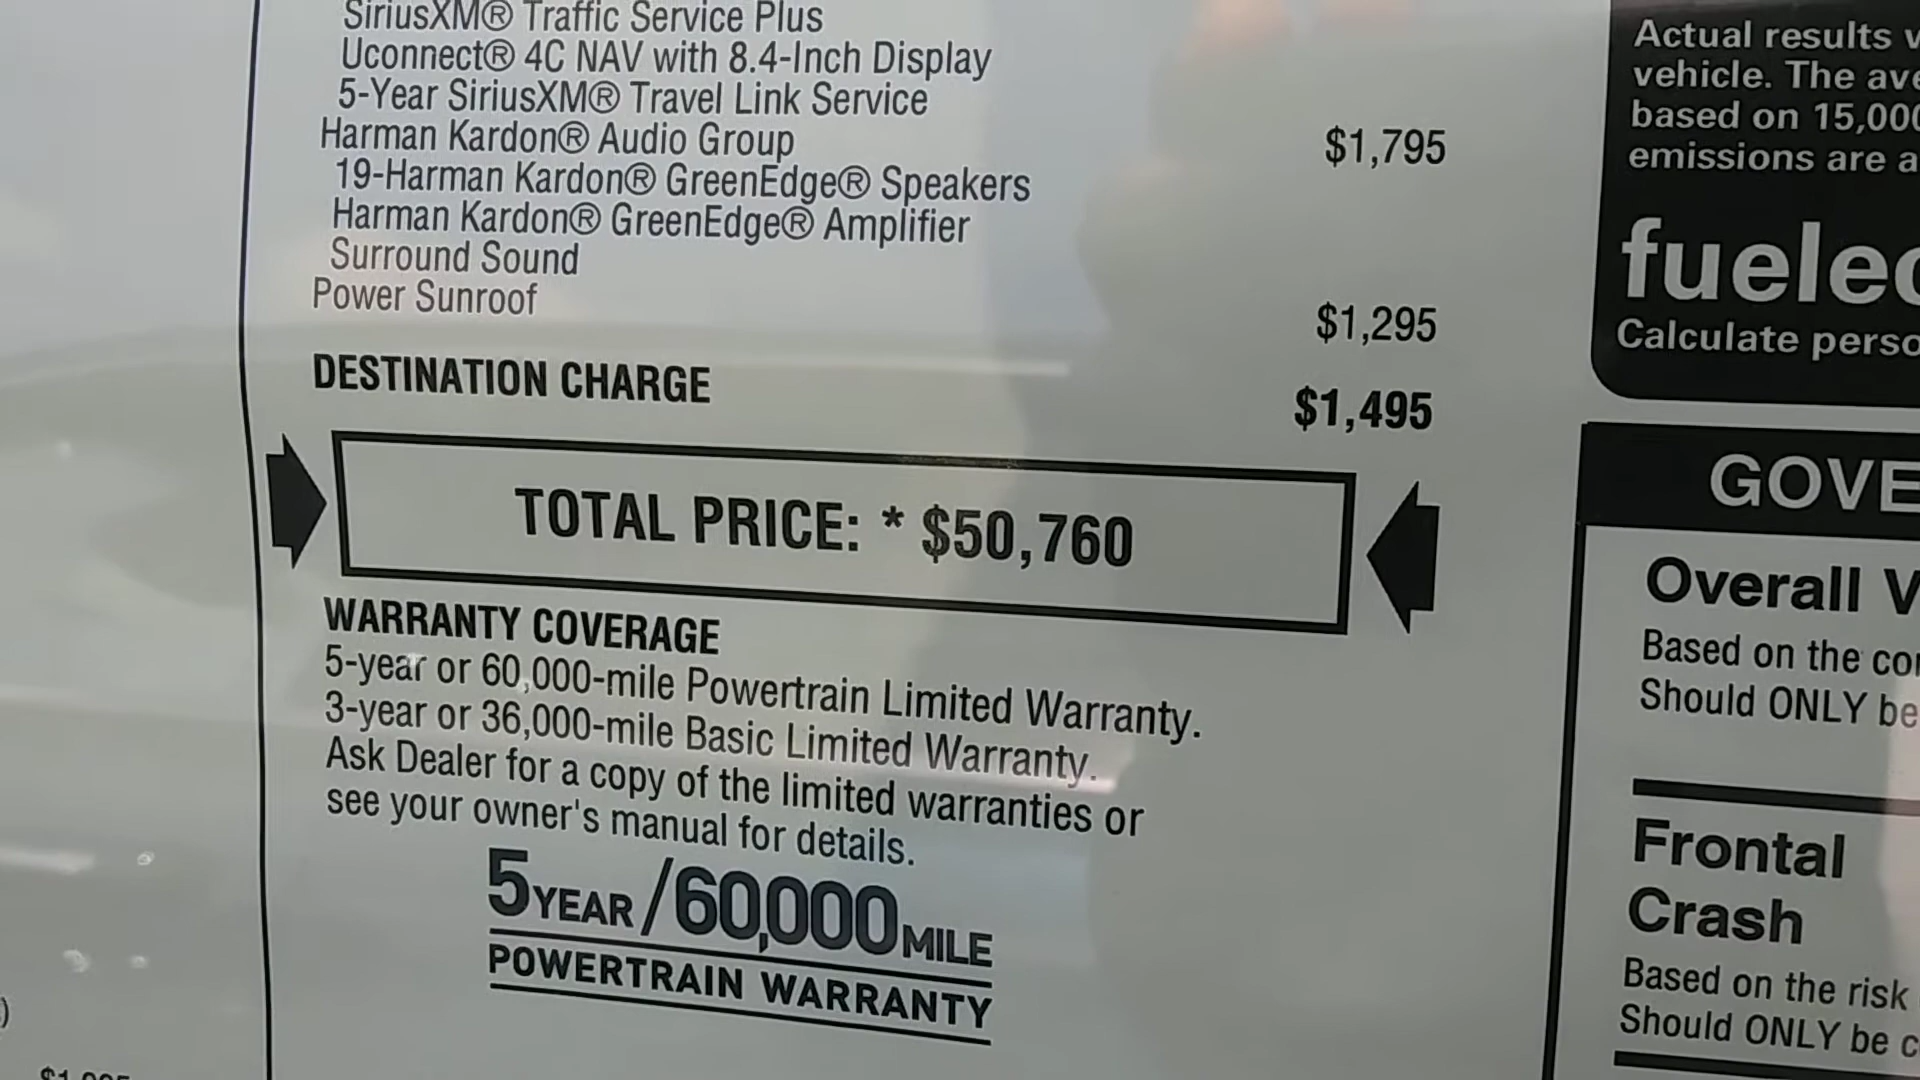 SiriusXM® Traffic Service Plus
Uconnect® 4C NAV with 8.4-Inch Display
5-Year SiriusXM® Travel Link Service
Harman Kardon® Audio Group $1,795
19-Harman Kardon® GreenEdge® Speakers
Harman Kardon® GreenEdge® Amplifier
Surround Sound
Power Sunroof $1,295
DESTINATION CHARGE $1,495
TOTAL PRICE: * $50,760
WARRANTY COVERAGE
5-year or 60,000-mile Powertrain Limited Warranty.
3-year or 36,000-mile Basic Limited Warranty.
Ask Dealer for a copy of the limited warranties or
see your owner's manual for details.
5 YEAR/60,000 MILE
POWERTRAIN WARRANTY
)
Actual results
vehicle. The
based on 15,000
emissions are a
fuelec
Calculate perso
GOVE
Overall V
Based on the
Should ONLY be
Frontal
Crash
Based on the risk
Should ONLY be c